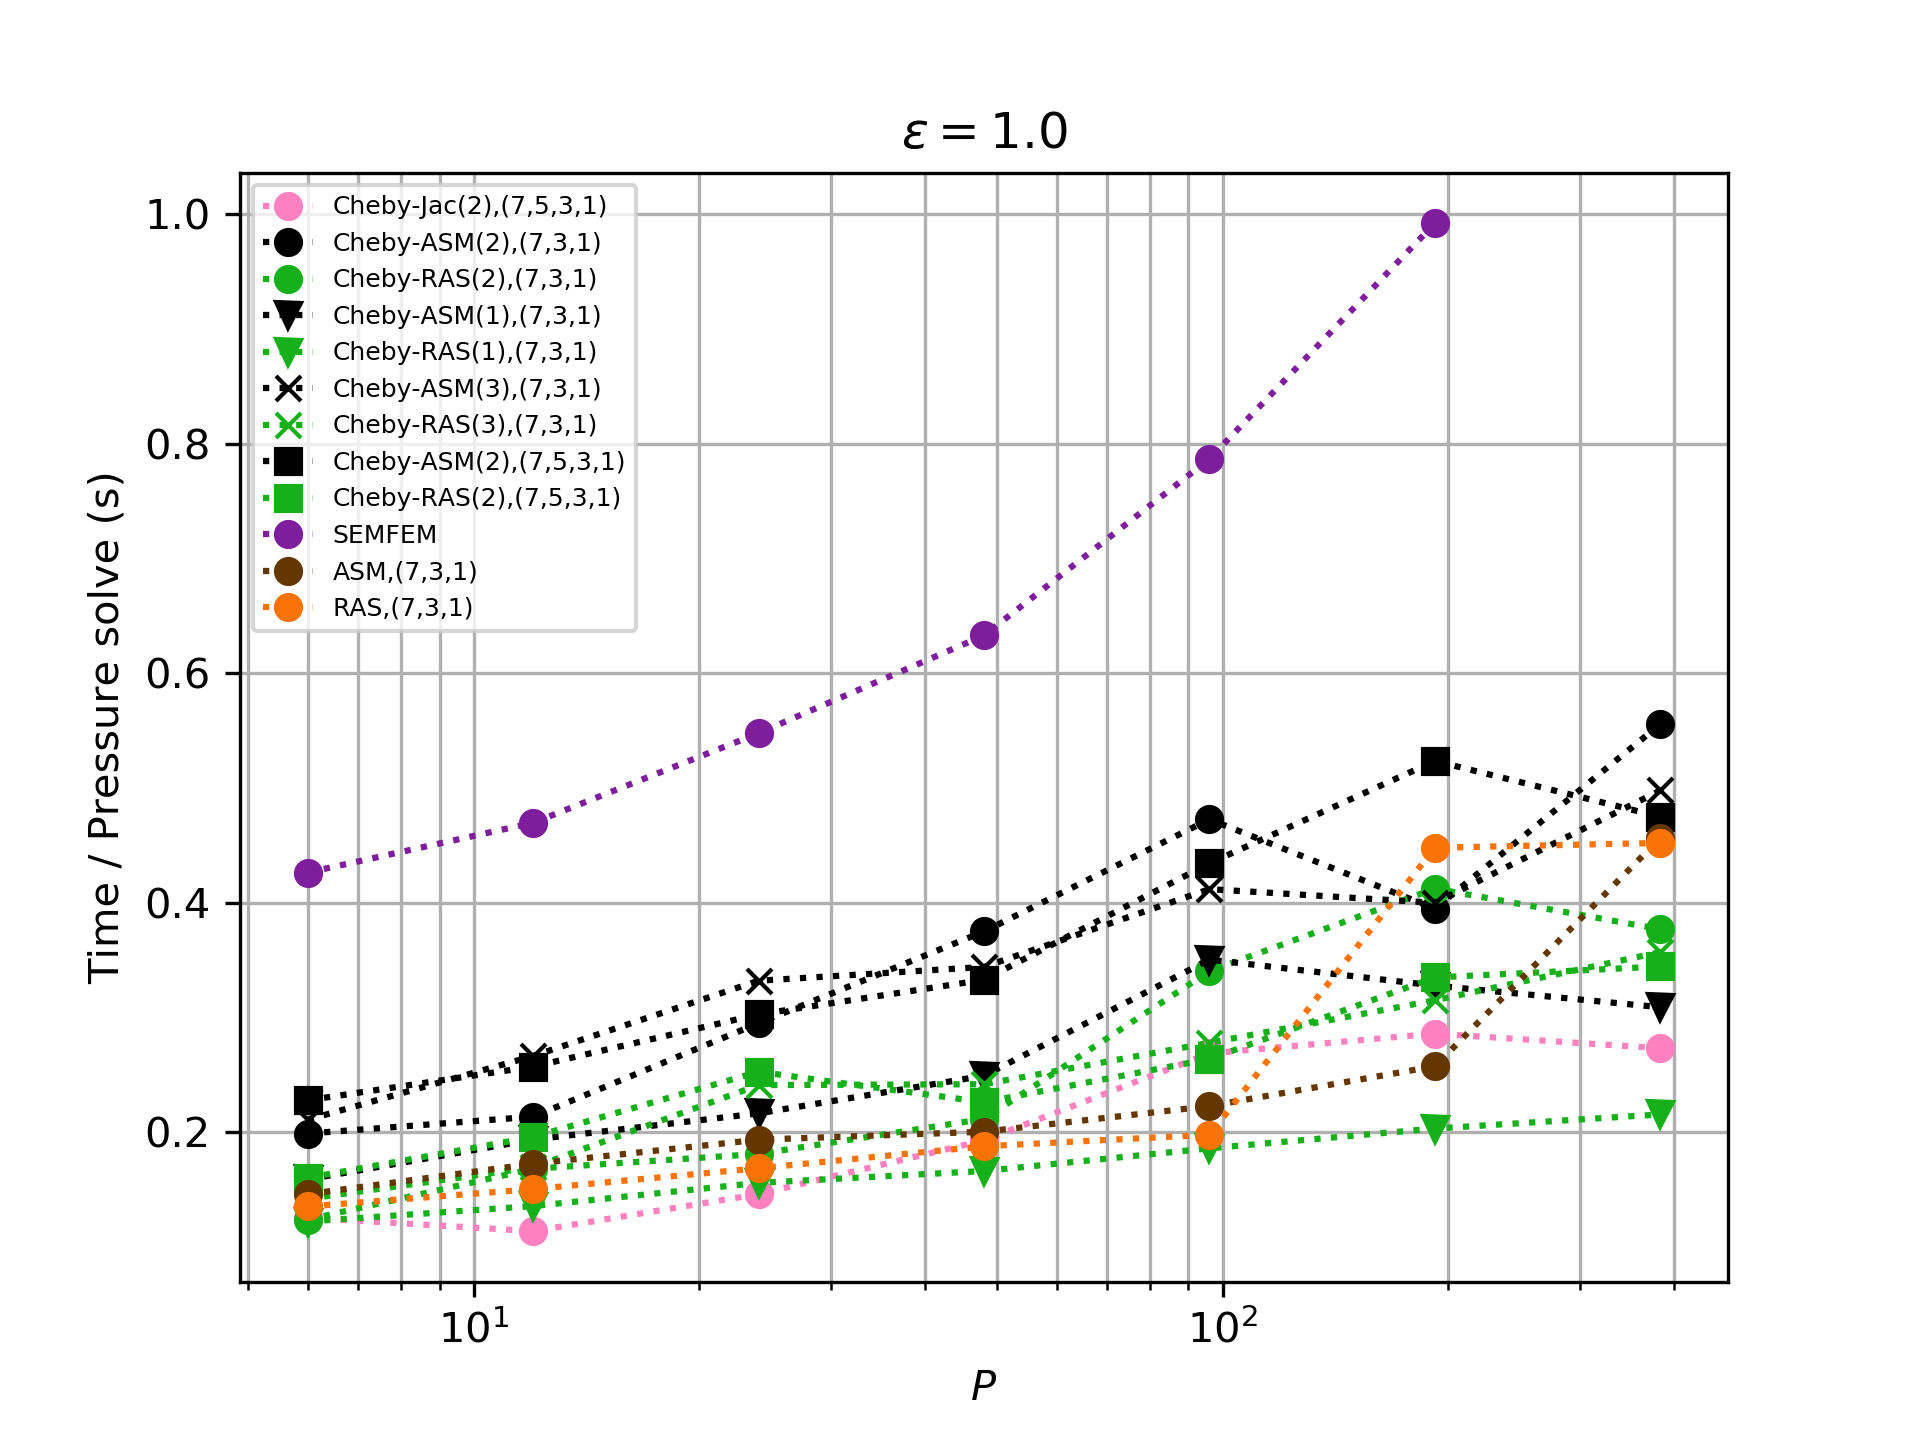 ε = 1.0
Time / Pressure solve (s)
1.0
0.8
0.6
0.4
0.2
Cheby-Jac(2),(7,5,3,1)
Cheby-ASM(2),(7,3,1)
Cheby-RAS(2),(7,3,1)
Cheby-ASM(1),(7,3,1)
Cheby-RAS(1),(7,3,1)
Cheby-ASM(3),(7,3,1)
Cheby-RAS(3),(7,3,1)
Cheby-ASM(2),(7,5,3,1)
Cheby-RAS(2),(7,5,3,1)
SEMFEM
ASM,(7,3,1)
RAS,(7,3,1)
10¹ 10²
P